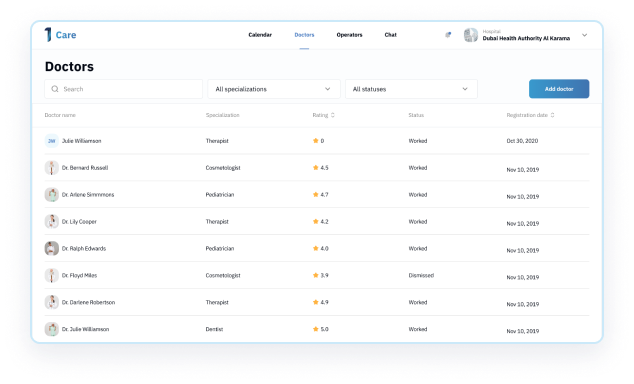 1 Care
Calendar
Doctors
Operators
Chat
Hospital
Dubai Health Authority Al Karama
Doctors
Search
All specializations
All statuses
Add doctor
Doctor name Specialization Rating Status Registration date
JW Julie Williamson Therapist 0 Worked Oct 30, 2020
Dr. Bernard Russell Cosmetologist 4.5 Worked Nov 10, 2019
Dr. Arlene Simmmons Pediatrician 4.7 Worked Nov 10, 2019
Dr. Lily Cooper Therapist 4.2 Worked Nov 10, 2019
Dr. Ralph Edwards Pediatrician 4.0 Worked Nov 10, 2019
Dr. Floyd Miles Cosmetologist 3.9 Dismissed Nov 10, 2019
Dr. Darlene Robertson Therapist 4.9 Worked Nov 10, 2019
Dr. Julie Williamson Dentist 5.0 Worked Nov 10, 2019